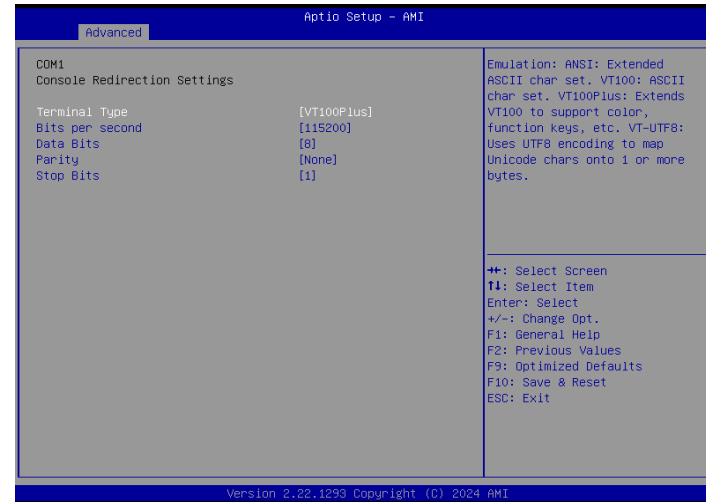 Aptio Setup - AMI
Advanced
COM1
Console Redirection Settings
Terminal Type [VT100Plus]
Bits per second [115200]
Data Bits [8]
Parity [None]
Stop Bits [1]
Emulation: ANSI: Extended
ASCII char set. VT100: ASCII
char set. VT100Plus: Extends
VT100 to support color,
function keys, etc. VT-UTF8:
Uses UTF8 encoding to map
Unicode chars onto 1 or more
bytes.
→←: Select Screen
↑↓: Select Item
Enter: Select
+/-: Change Opt.
F1: General Help
F2: Previous Values
F9: Optimized Defaults
F10: Save & Reset
ESC: Exit
Version 2.22.1293 Copyright (C) 2024 AMI